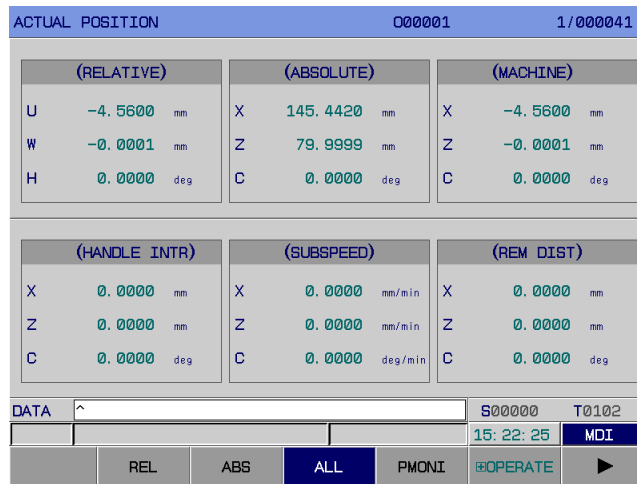 ACTUAL POSITION O00001 1/000041
(RELATIVE) (ABSOLUTE) (MACHINE)
U -4.5600 mm X 145.4420 mm X -4.5600 mm
W -0.0001 mm Z 79.9999 mm Z -0.0001 mm
H 0.0000 deg C 0.0000 deg C 0.0000 deg
(HANDLE INTR) (SUBSPEED) (REM DIST)
X 0.0000 mm X 0.0000 mm/min X 0.0000 mm
Z 0.0000 mm Z 0.0000 mm/min Z 0.0000 mm
C 0.0000 deg C 0.0000 deg/min C 0.0000 deg
DATA ^ S00000 T0102
15:22:25 MDI
REL ABS ALL PMONI ⊞OPERATE ▶